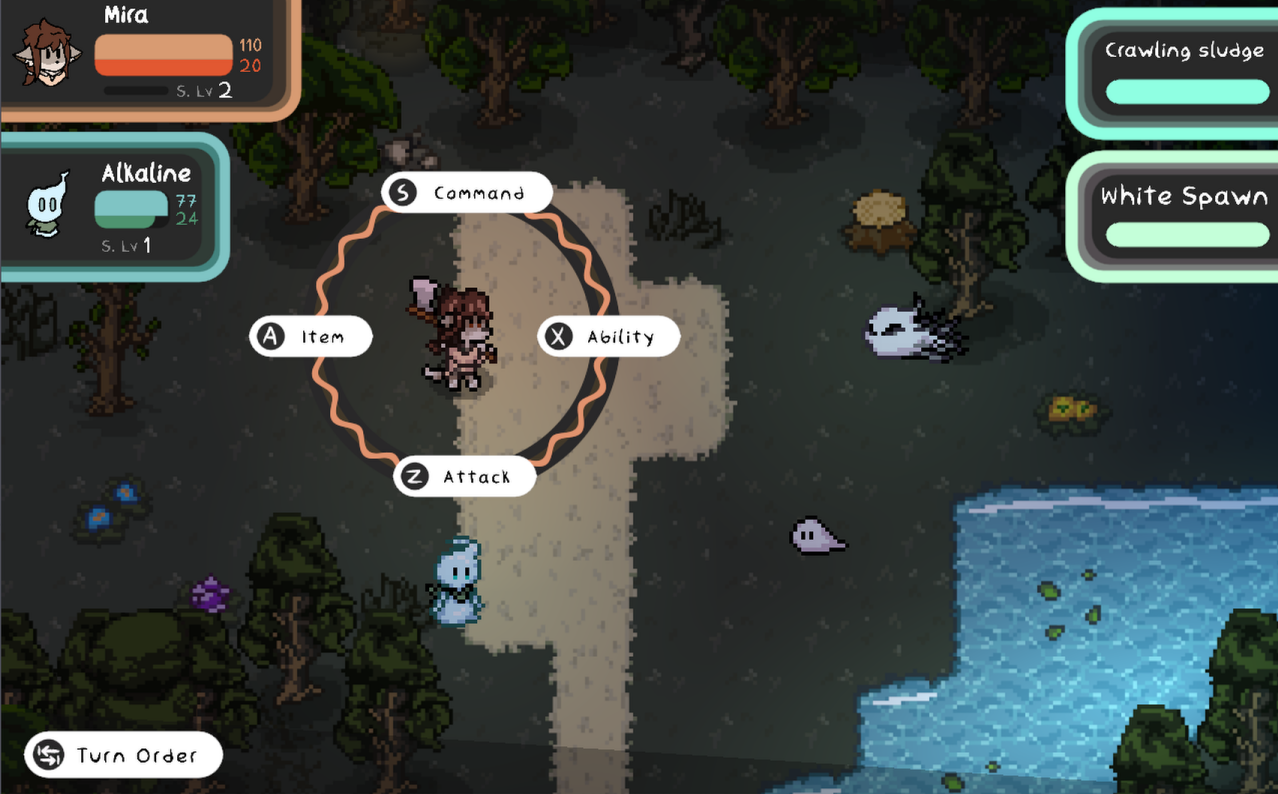 Mira
110
20
S. Lv 2
Alkaline
77
24
S. Lv 1
Crawling sludge
White Spawn
S Command
A Item
X Ability
Z Attack
Turn Order